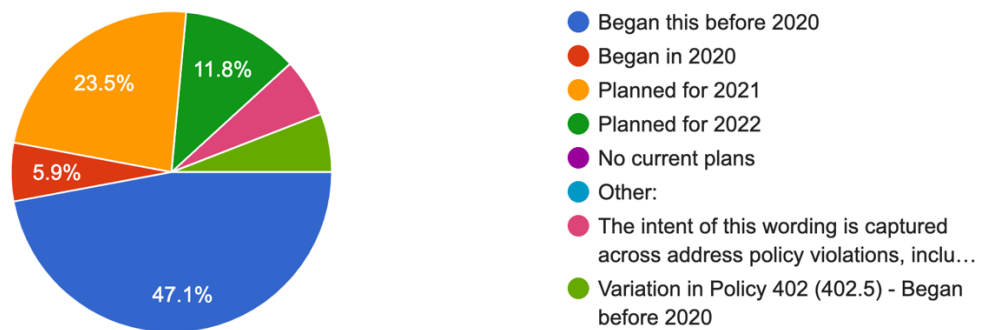 23.5%
11.8%
5.9%
47.1%
Began this before 2020
Began in 2020
Planned for 2021
Planned for 2022
No current plans
Other:
The intent of this wording is captured
across address policy violations, inclu…
Variation in Policy 402 (402.5) - Began
before 2020